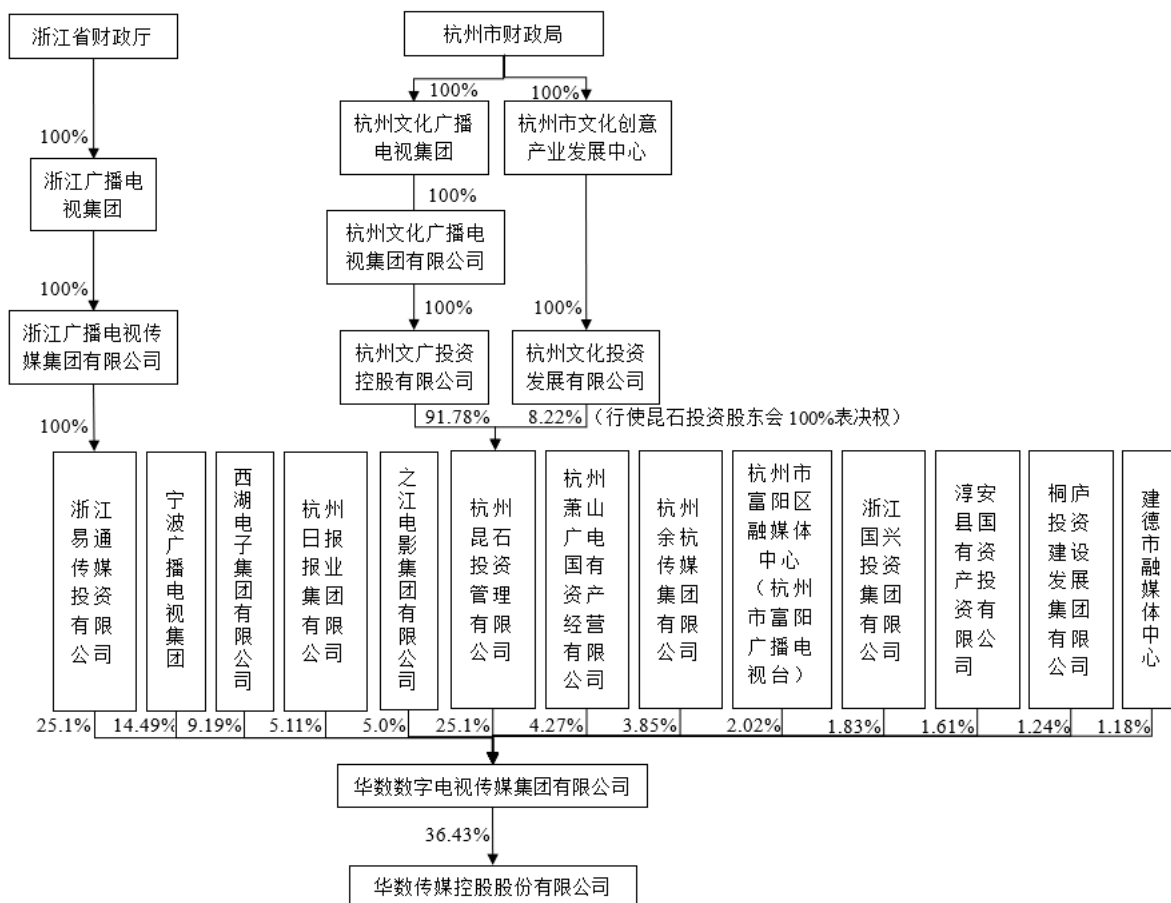 浙江省财政厅
杭州市财政局
100%
100%
100%
杭州文化广播
电视集团
杭州市文化创意
产业发展中心
浙江广播电
视集团
100%
杭州文化广播电
视集团有限公司
100%
100%
100%
浙江广播电视传
媒集团有限公司
杭州文广投资
控股有限公司
杭州文化投资
发展有限公司
100%
91.78%
8.22%（行使昆石投资股东会 100%表决权）
浙江易通传媒投资有限公司
宁波广播电视集团
西湖电子集团有限公司
杭州日报报业集团有限公司
之江电影集团有限公司
杭州昆石投资管理有限公司
杭州萧山广电国有资产经营有限公司
杭州余杭传媒集团有限公司
杭州市富阳区融媒体中心（杭州市富阳广播电视台）
浙江国兴投资集团有限公司
淳安县国有资产投资有限公司
桐庐投资建设发展集团有限公司
建德市融媒体中心
25.1%
14.49%
9.19%
5.11%
5.0%
25.1%
4.27%
3.85%
2.02%
1.83%
1.61%
1.24%
1.18%
华数数字电视传媒集团有限公司
36.43%
华数传媒控股股份有限公司